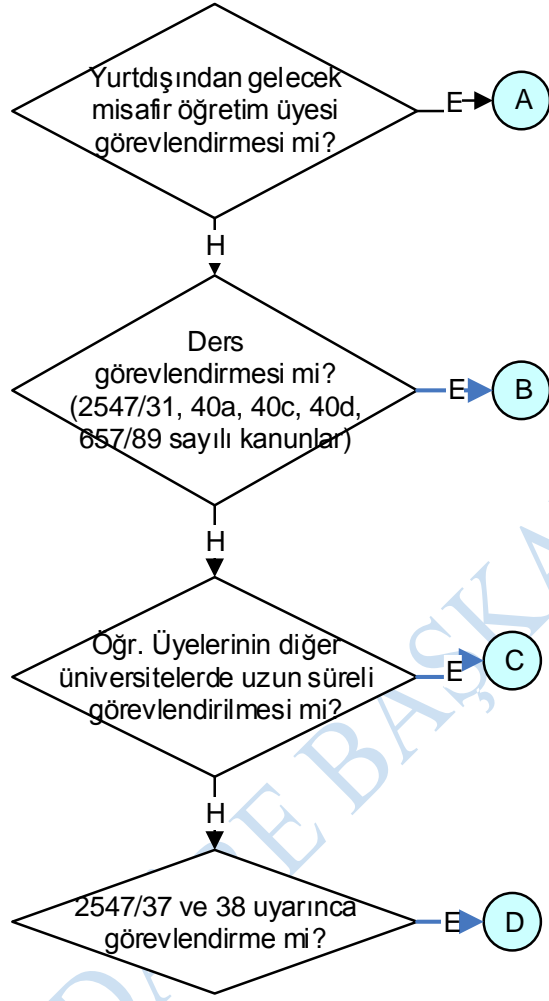 Yurtdışından gelecek
misafir öğretim üyesi
görevlendirmesi mi?
E
A
H
Ders
görevlendirmesi mi?
(2547/31, 40a, 40c, 40d,
657/89 sayılı kanunlar)
E
B
H
Öğr. Üyelerinin diğer
üniversitelerde uzun süreli
görevlendirilmesi mi?
E
C
H
2547/37 ve 38 uyarınca
görevlendirme mi?
E
D